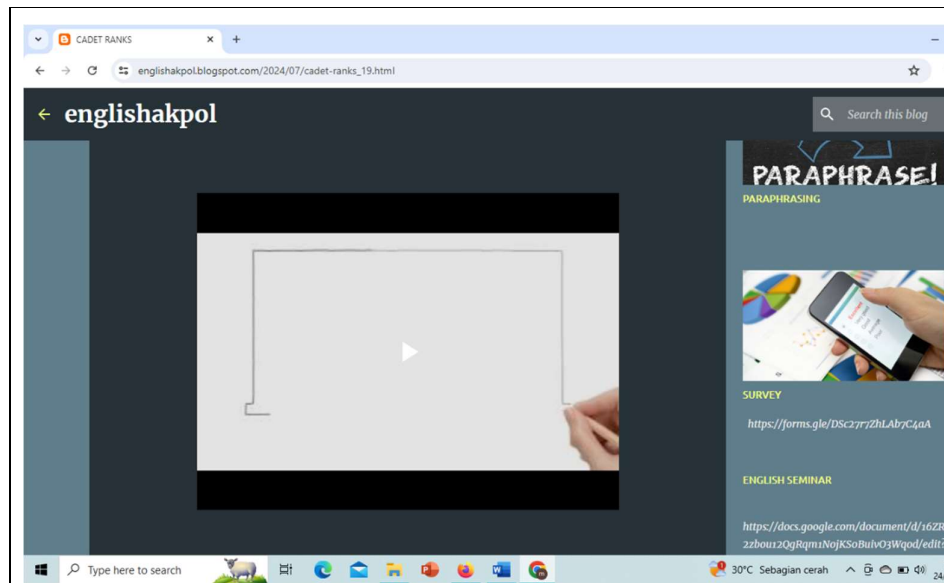 CADET RANKS
englishakpol.blogspot.com/2024/07/cadet-ranks_19.html
englishakpol
Search this blog
PARAPHRASE!
PARAPHRASING
SURVEY
https://forms.gle/DSc27r7ZhLAb7C4aA
ENGLISH SEMINAR
https://docs.google.com/document/d/16ZR
2zbou12QgRqm1NojKSoBuivO3Wqod/edit?
Type here to search
30°C Sebagian cerah